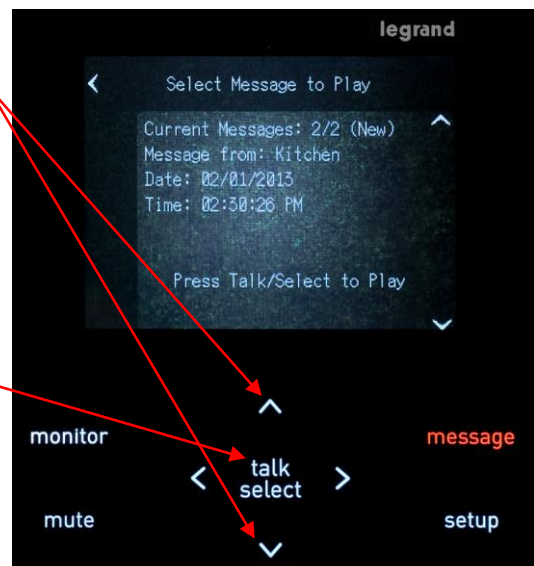 legrand
Select Message to Play
Current Messages: 2/2 (New)
Message from: Kitchen
Date: 02/01/2013
Time: 02:30:26 PM
Press Talk/Select to Play
monitor
message
talk
select
mute
setup